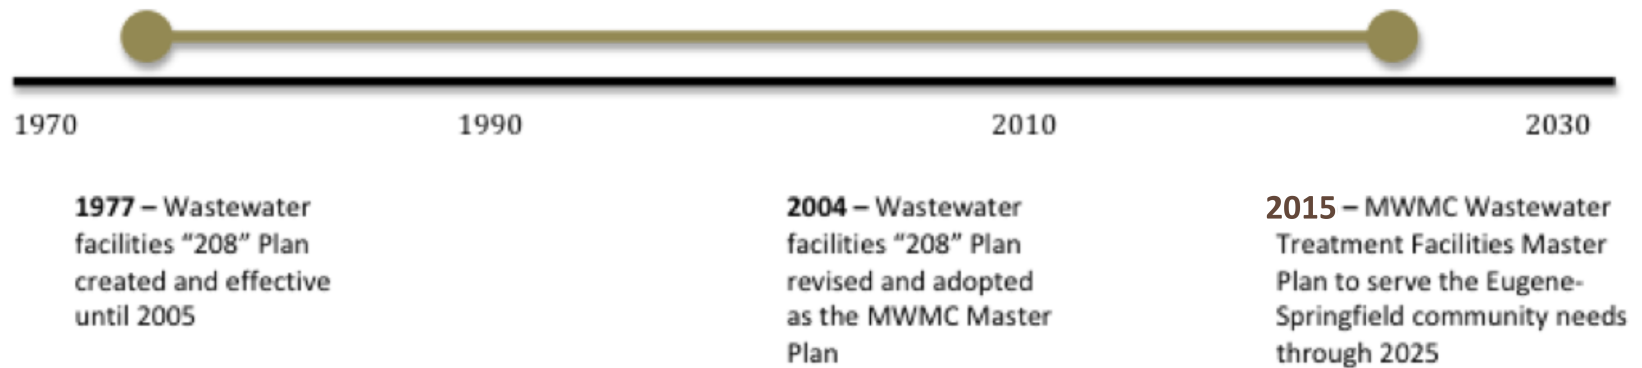 1970 1990 2010 2030
1977 – Wastewater
facilities “208” Plan
created and effective
until 2005
2004 – Wastewater
facilities “208” Plan
revised and adopted
as the MWMC Master
Plan
2015 – MWMC Wastewater
Treatment Facilities Master
Plan to serve the Eugene-
Springfield community needs
through 2025